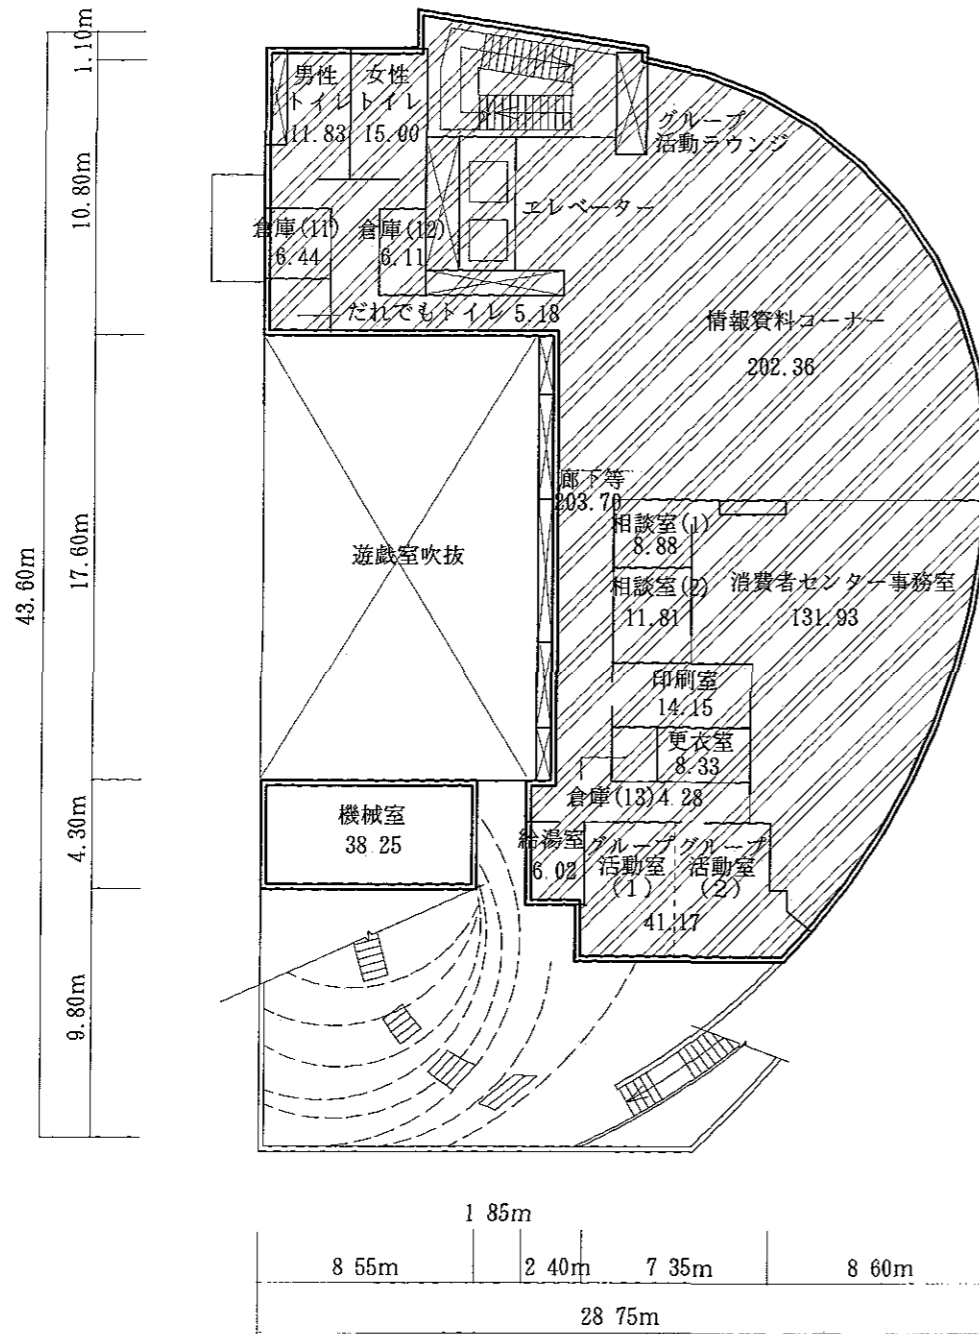 1.10m
10.80m
17.60m
43.60m
4.30m
9.80m
男性
トイレ
11.83
女性
トイレ
15.00
グループ
活動ラウンジ
エレベーター
倉庫(11)
6.44
倉庫(12)
6.11
だれでもトイレ 5.18
情報資料コーナー
202.36
廊下等
203.70
相談室(1)
8.88
相談室(2)
11.81
消費者センター事務室
131.93
遊戯室吹抜
印刷室
14.15
更衣室
8.33
倉庫(13)4.28
機械室
38.25
給湯室
6.02
グループ
活動室
(1)
グループ
活動室
(2)
41.17
1 85m
8 55m
2 40m
7 35m
8 60m
28 75m